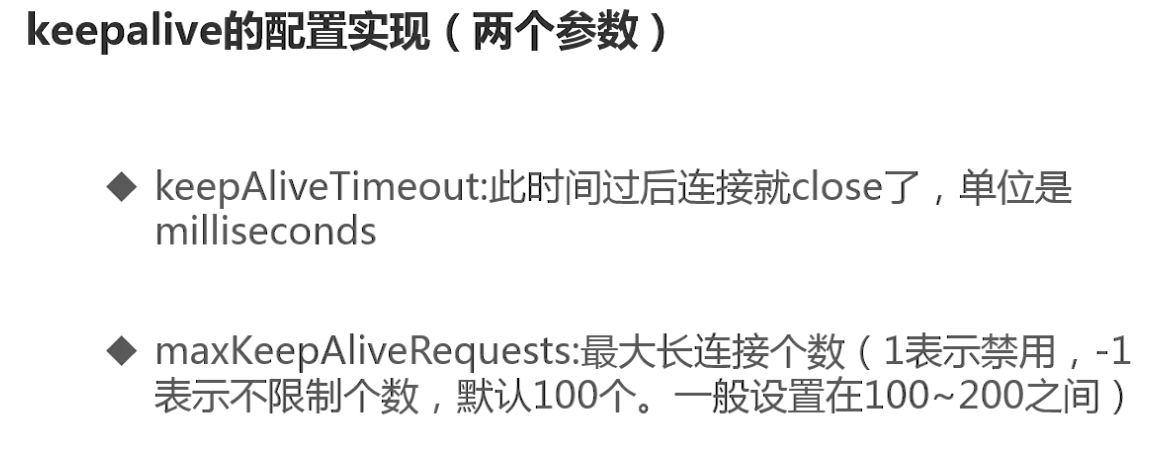 keepalive的配置实现（两个参数）
◆ keepAliveTimeout:此时间过后连接就close了，单位是
milliseconds
◆ maxKeepAliveRequests:最大长连接个数（1表示禁用，-1
表示不限制个数，默认100个。一般设置在100~200之间）